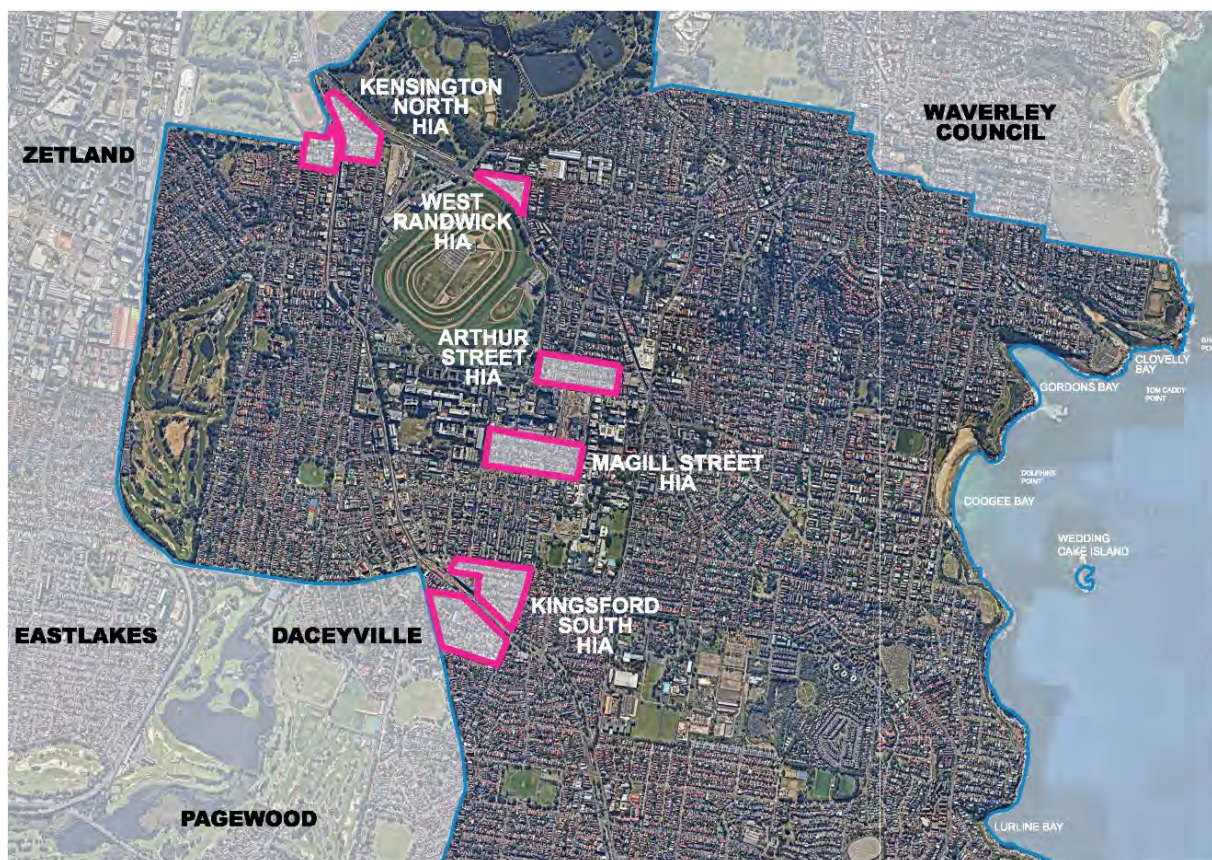 KENSINGTON
NORTH
HIA
WAVERLEY
COUNCIL
ZETLAND
WEST
RANDWICK
HIA
ARTHUR
STREET
HIA
CLOVELLY
BAY
GORDONS BAY
TOM CADDY
POINT
MAGILL STREET
HIA
DOLPHINS
POINT
COOGEE BAY
WEDDING
CAKE ISLAND
KINGSFORD
SOUTH
HIA
EASTLAKES
DACEYVILLE
PAGEWOOD
LURLINE BAY